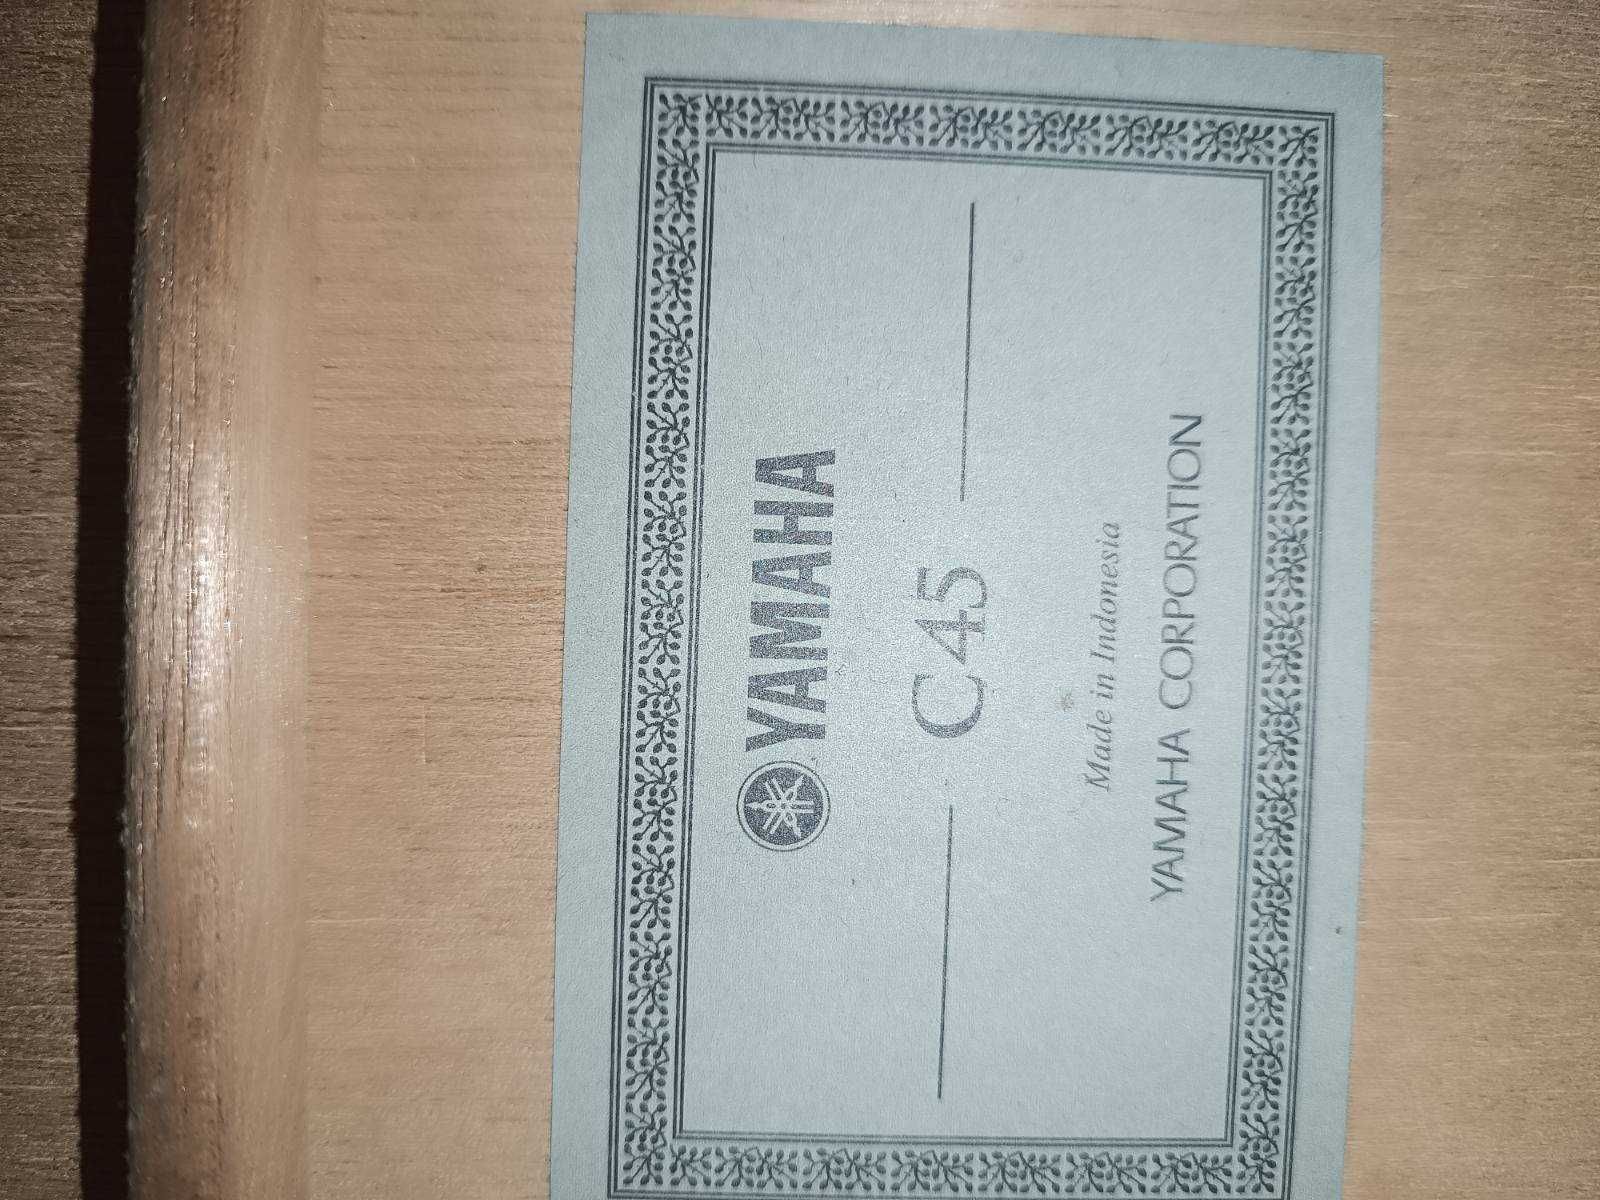 YAMAHA
C45
Made in Indonesia
YAMAHA CORPORATION